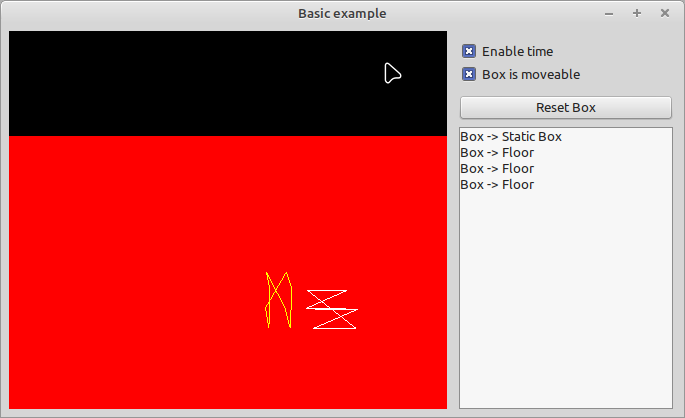 Basic example
Enable time
Box is moveable
Reset Box
Box -> Static Box
Box -> Floor
Box -> Floor
Box -> Floor